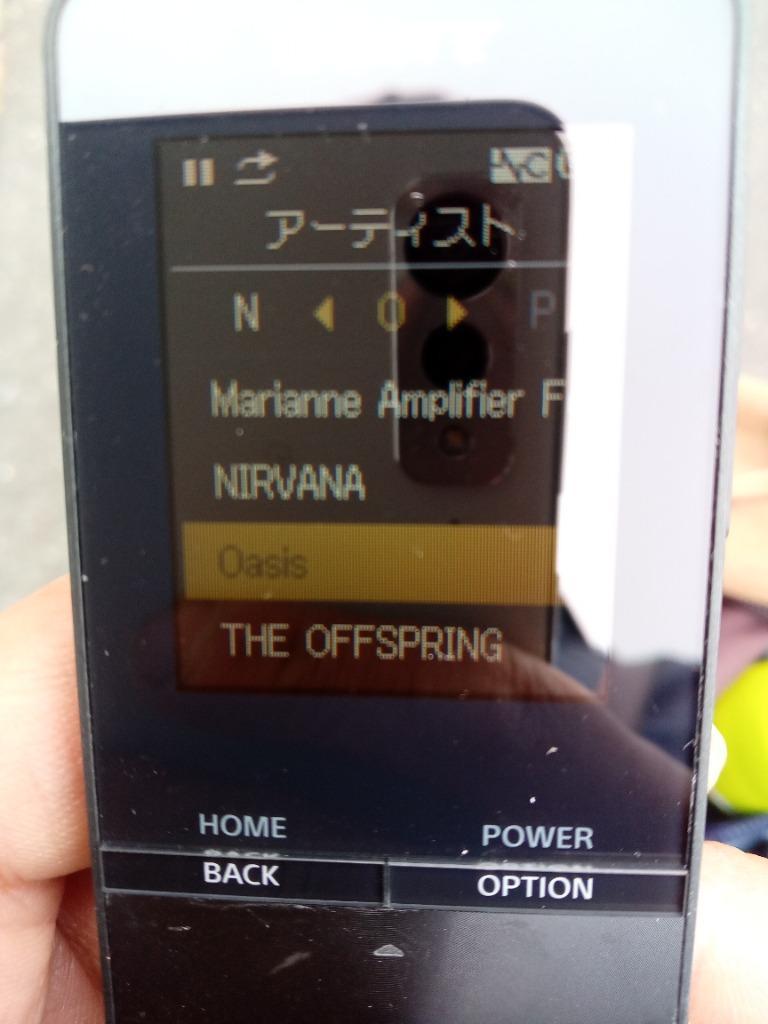 アーティスト
N ◀ O ▶ P
Marianne Amplifier F
NIRVANA
Oasis
THE OFFSPRING
HOME POWER
BACK OPTION